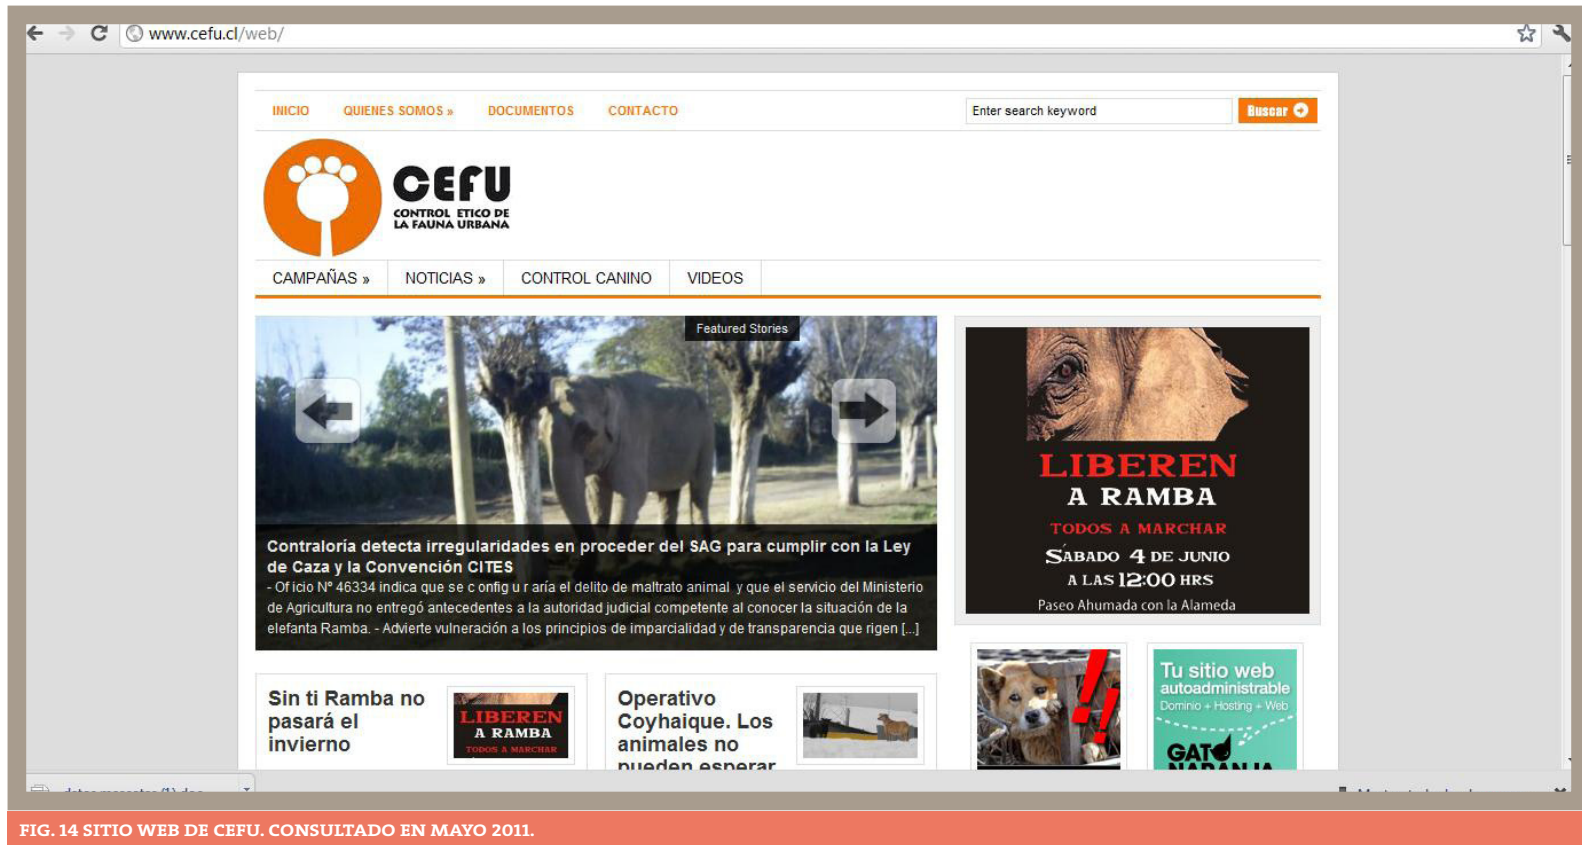 www.cefu.cl/web/
INICIO QUIENES SOMOS » DOCUMENTOS CONTACTO
Enter search keyword
Buscar
CEFU
CONTROL ETICO DE
LA FAUNA URBANA
CAMPAÑAS » NOTICIAS » CONTROL CANINO VIDEOS
Featured Stories
Contraloría detecta irregularidades en proceder del SAG para cumplir con la Ley
de Caza y la Convención CITES
- Of icio Nº 46334 indica que se c onfig u r aría el delito de maltrato animal y que el servicio del Ministerio
de Agricultura no entregó antecedentes a la autoridad judicial competente al conocer la situación de la
elefanta Ramba. - Advierte vulneración a los principios de imparcialidad y de transparencia que rigen [...]
LIBEREN
A RAMBA
TODOS A MARCHAR
SÁBADO 4 DE JUNIO
A LAS 12:00 HRS
Paseo Ahumada con la Alameda
Sin ti Ramba no
pasará el
invierno
LIBEREN
A RAMBA
TODOS A MARCHAR
Operativo
Coyhaique. Los
animales no
pueden esperar
!!
Tu sitio web
autoadministrable
Dominio + Hosting + Web
GATO
NARANJA
FIG. 14 SITIO WEB DE CEFU. CONSULTADO EN MAYO 2011.